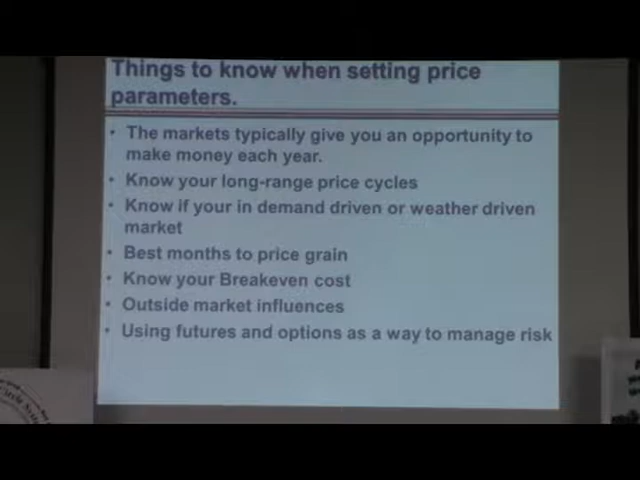 Things to know when setting price
parameters.
• The markets typically give you an opportunity to
make money each year.
• Know your long-range price cycles
• Know if your in demand driven or weather driven
market
• Best months to price grain
• Know your Breakeven cost
• Outside market influences
• Using futures and options as a way to manage risk